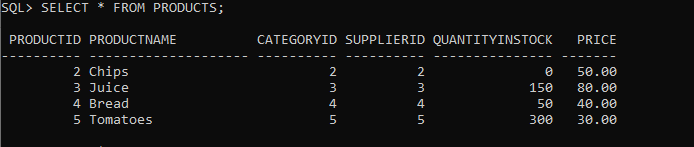 SQL> SELECT * FROM PRODUCTS;
PRODUCTID PRODUCTNAME CATEGORYID SUPPLIERID QUANTITYINSTOCK PRICE
---------- -------------------- ---------- ---------- --------------- -------
2 Chips 2 2 0 50.00
3 Juice 3 3 150 80.00
4 Bread 4 4 50 40.00
5 Tomatoes 5 5 300 30.00